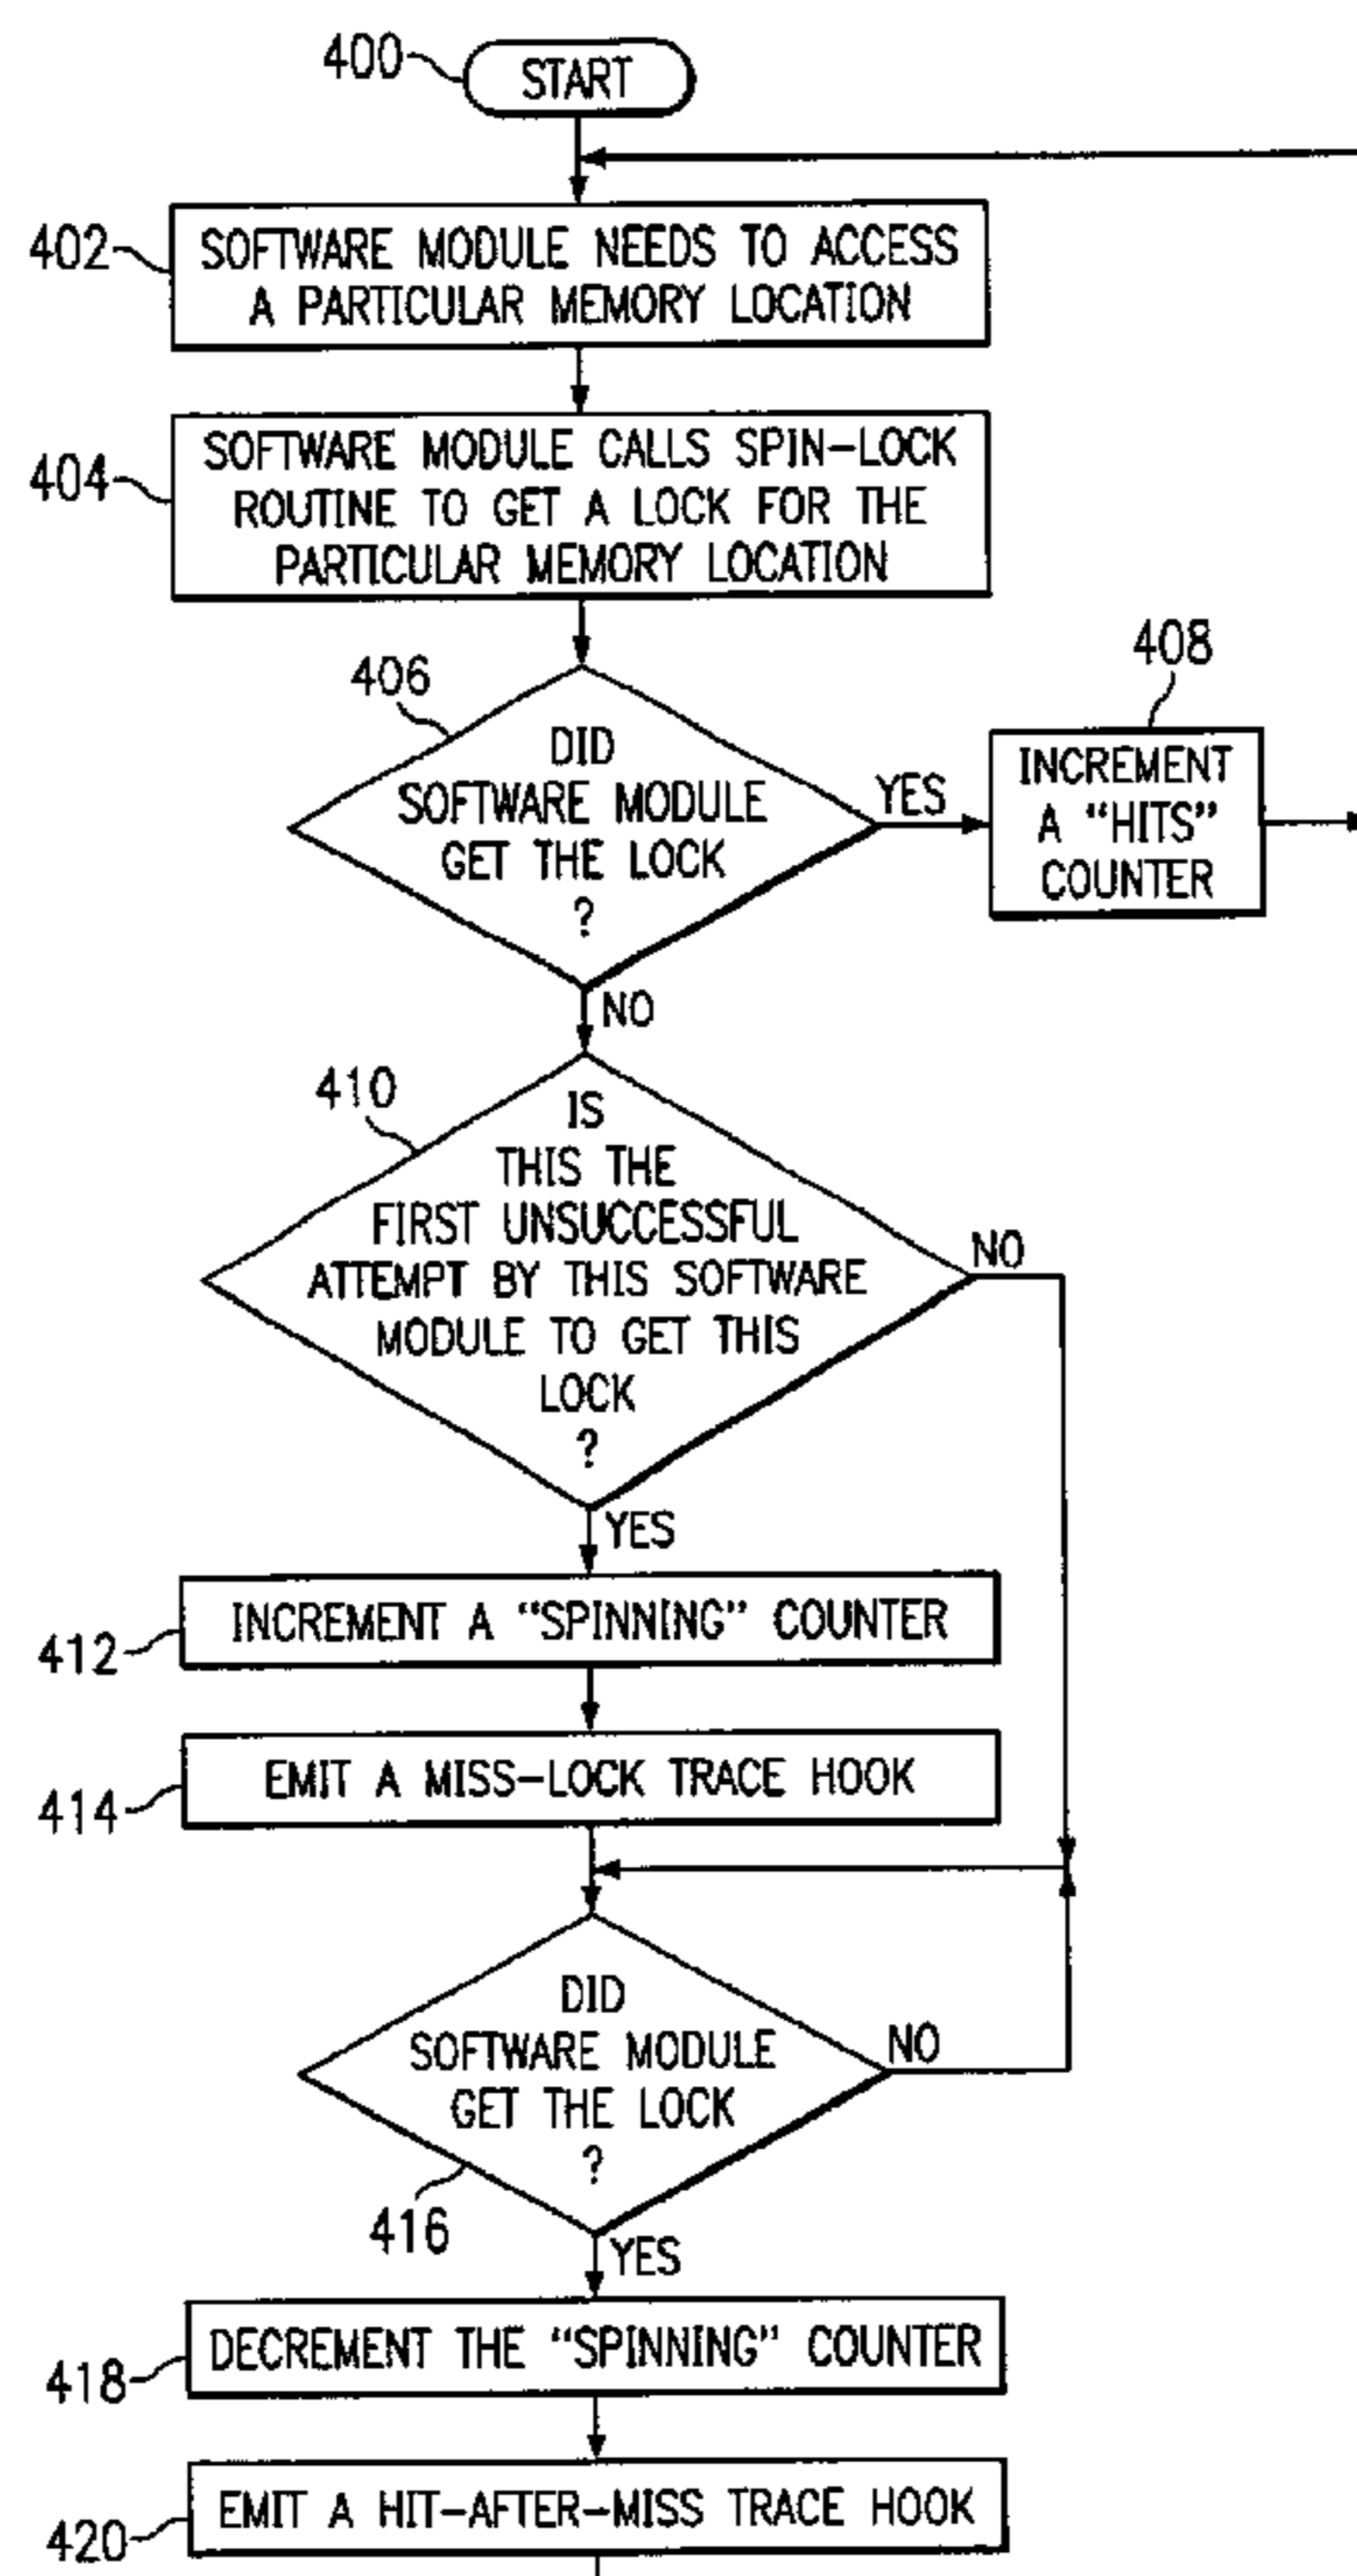 400
START
402
SOFTWARE MODULE NEEDS TO ACCESS
A PARTICULAR MEMORY LOCATION
404
SOFTWARE MODULE CALLS SPIN-LOCK
ROUTINE TO GET A LOCK FOR THE
PARTICULAR MEMORY LOCATION
406
DID
SOFTWARE MODULE
GET THE LOCK
?
YES
408
INCREMENT
A "HITS"
COUNTER
NO
410
IS
THIS THE
FIRST UNSUCCESSFUL
ATTEMPT BY THIS SOFTWARE
MODULE TO GET THIS
LOCK
?
NO
YES
412
INCREMENT A "SPINNING" COUNTER
414
EMIT A MISS-LOCK TRACE HOOK
DID
SOFTWARE MODULE
GET THE LOCK
?
NO
416
YES
418
DECREMENT THE "SPINNING" COUNTER
420
EMIT A HIT-AFTER-MISS TRACE HOOK